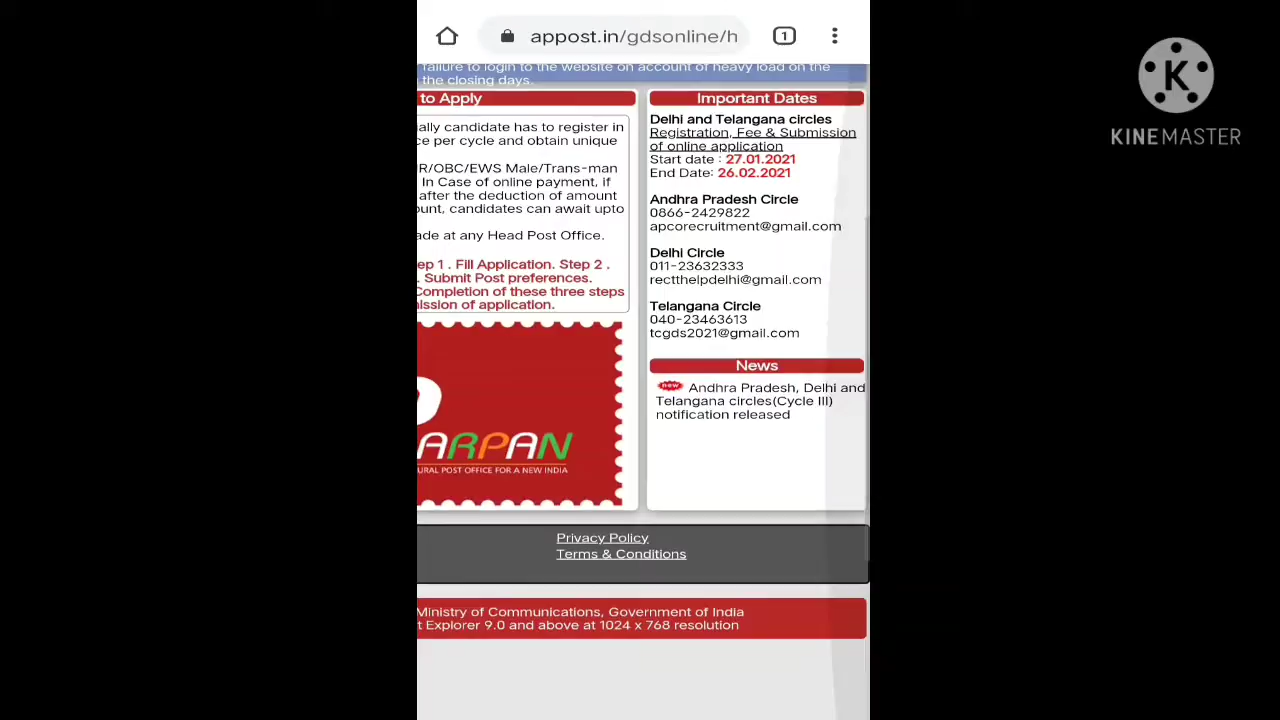 appost.in/gdsonline/h
1
failure to login to the website on account of heavy load on the
the closing days.
to Apply
ally candidate has to register in
ce per cycle and obtain unique
R/OBC/EWS Male/Trans-man
In Case of online payment, if
after the deduction of amount
unt, candidates can await upto
ade at any Head Post Office.
ep 1 . Fill Application. Step 2 .
. Submit Post preferences.
Completion of these three steps
ission of application.
ARPAN
URAL POST OFFICE FOR A NEW INDIA
Important Dates
Delhi and Telangana circles
Registration, Fee & Submission
of online application
Start date : 27.01.2021
End Date: 26.02.2021
Andhra Pradesh Circle
0866-2429822
apcorecruitment@gmail.com
Delhi Circle
011-23632333
rectthelpdelhi@gmail.com
Telangana Circle
040-23463613
tcgds2021@gmail.com
News
new Andhra Pradesh, Delhi and
Telangana circles(Cycle III)
notification released
Privacy Policy
Terms & Conditions
Ministry of Communications, Government of India
t Explorer 9.0 and above at 1024 x 768 resolution
K
KINEMASTER